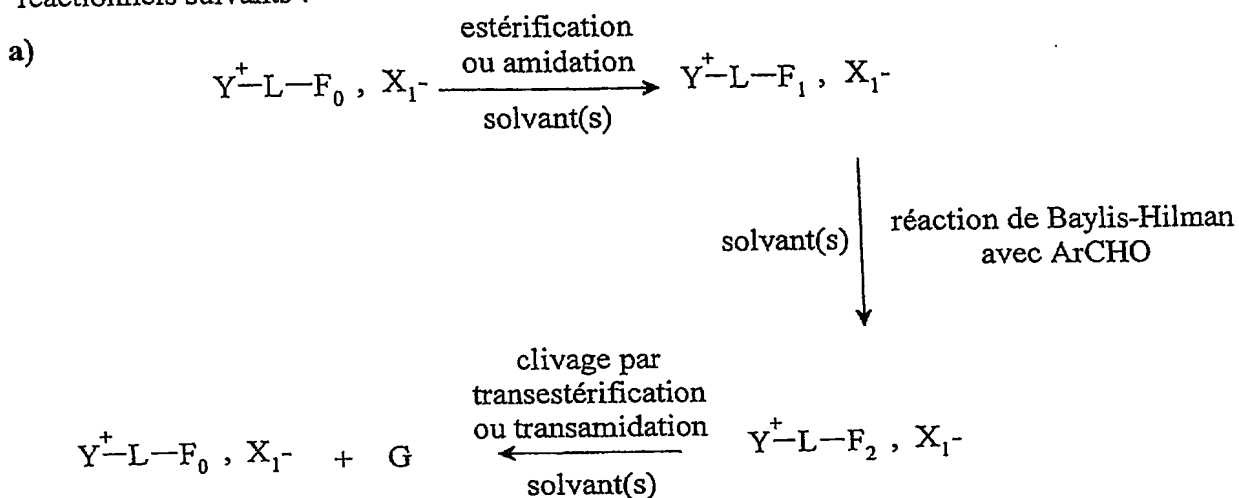 réactionnels suivants :
a)
estérification
ou amidation
Y⁺—L—F₀ , X₁⁻
Y⁺—L—F₁ , X₁⁻
solvant(s)
solvant(s)
réaction de Baylis-Hilman
avec ArCHO
clivage par
transestérification
ou transamidation
Y⁺—L—F₀ , X₁⁻ + G
Y⁺—L—F₂ , X₁⁻
solvant(s)